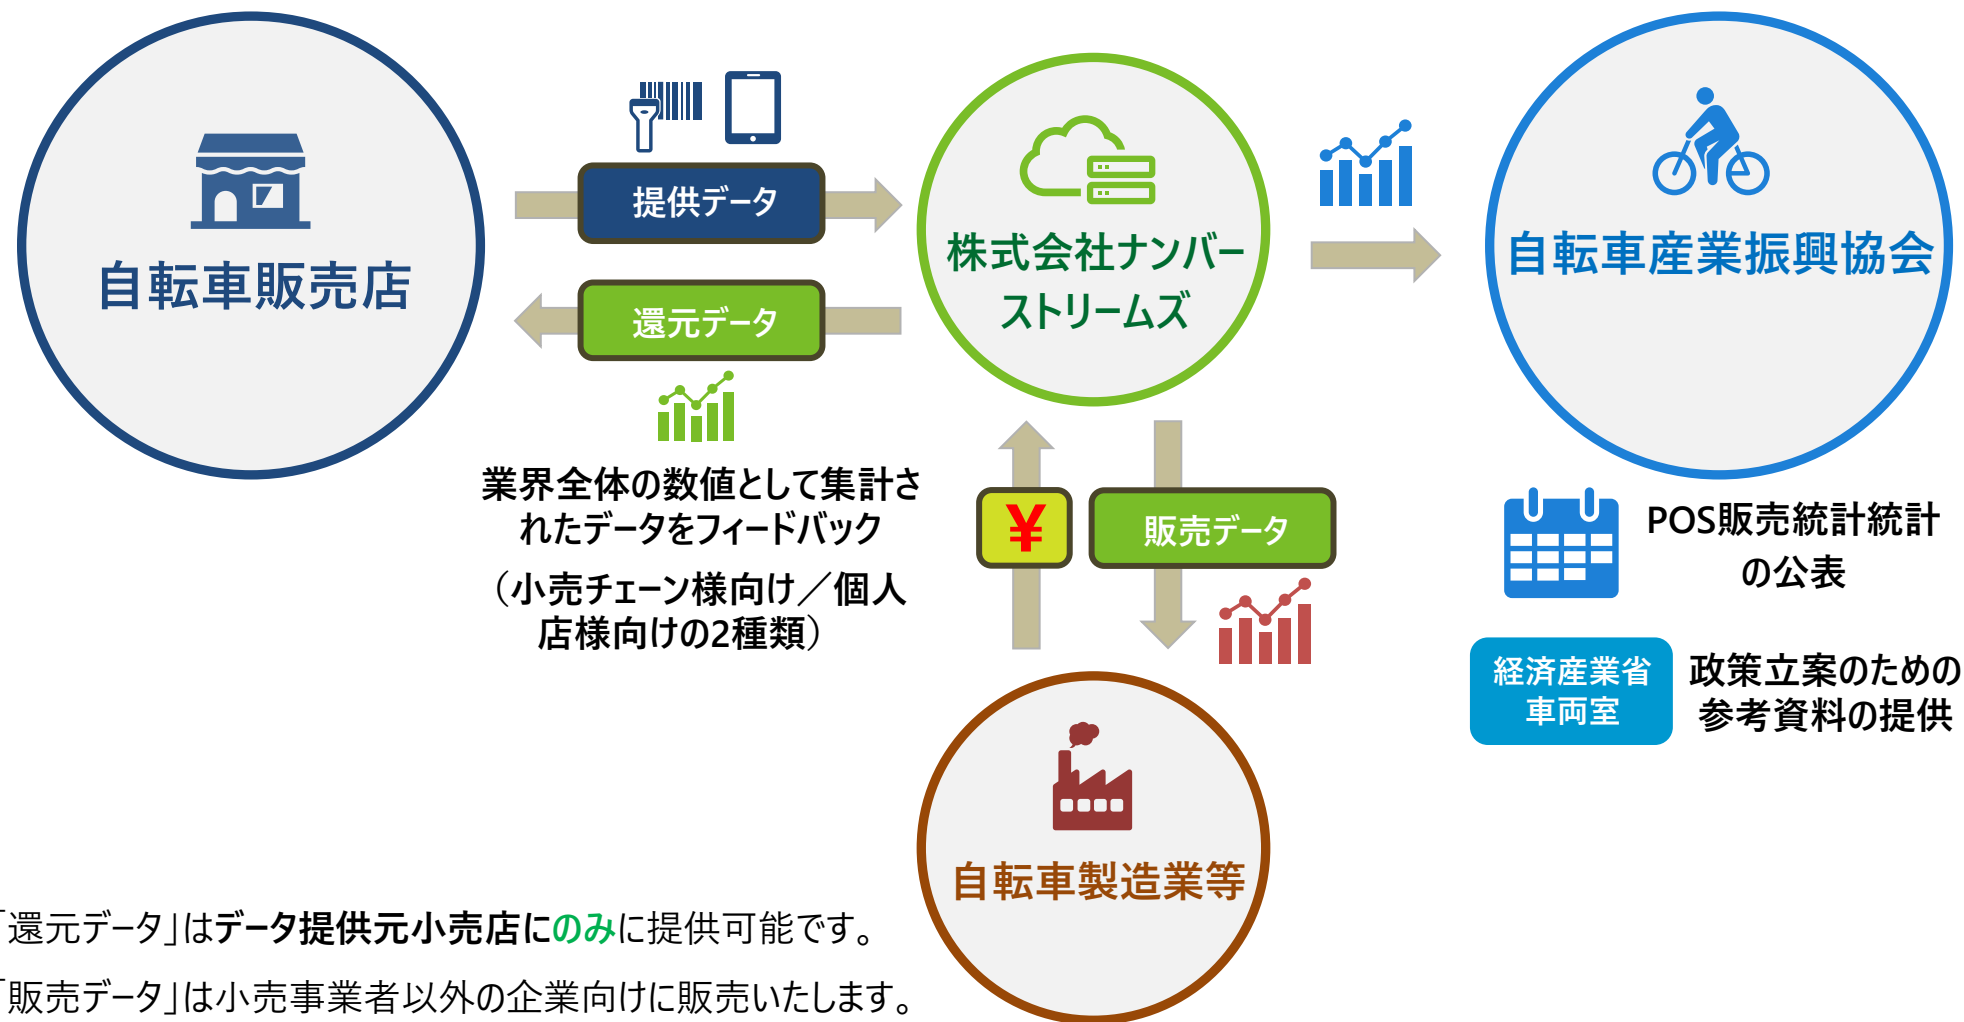 自転車販売店
提供データ
還元データ
業界全体の数値として集計さ
れたデータをフィードバック
（小売チェーン様向け／個人
店様向けの2種類）
株式会社ナンバー
ストリームズ
¥
販売データ
自転車製造業等
自転車産業振興協会
POS販売統計統計
の公表
経済産業省
車両室
政策立案のための
参考資料の提供
「還元データ」はデータ提供元小売店にのみに提供可能です。
「販売データ」は小売事業者以外の企業向けに販売いたします。